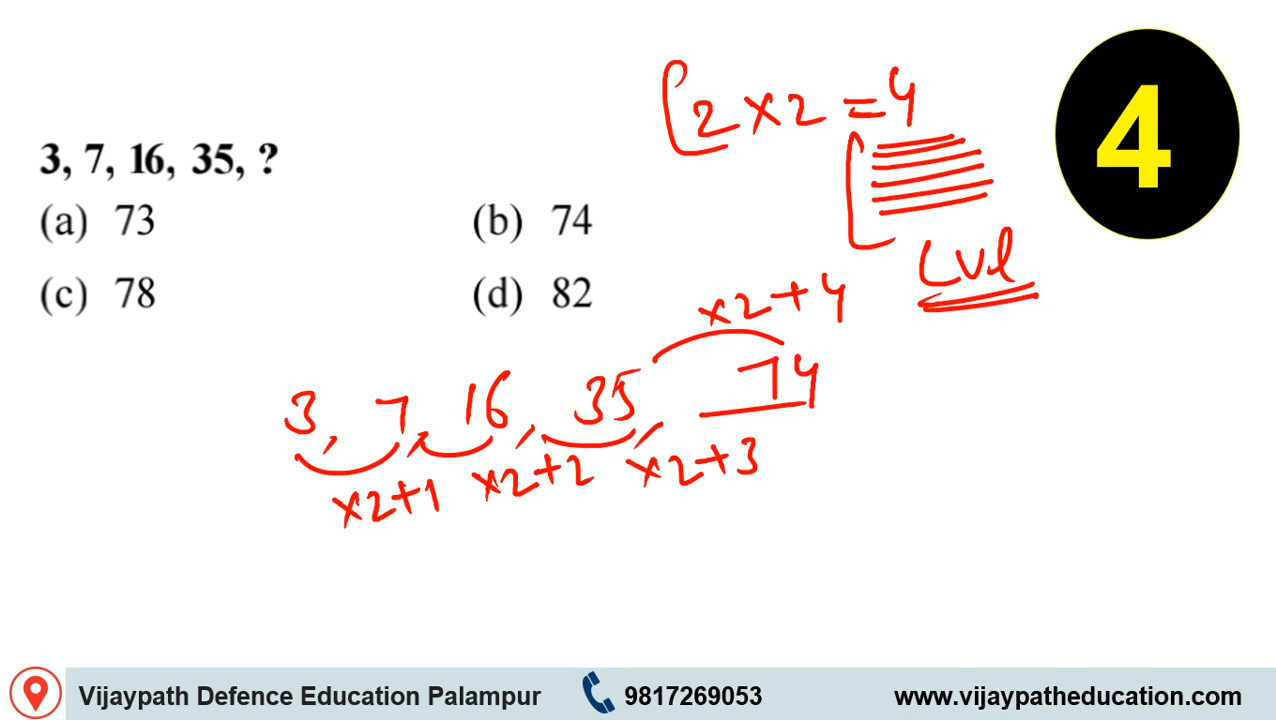 [2 × 2 = 4
4
3, 7, 16, 35, ?
(a) 73 (b) 74
(c) 78 (d) 82
Lvl
×2+4
3, 7, 16, 35, 74
×2+1 ×2+2 ×2+3
Vijaypath Defence Education Palampur 9817269053 www.vijaypatheducation.com